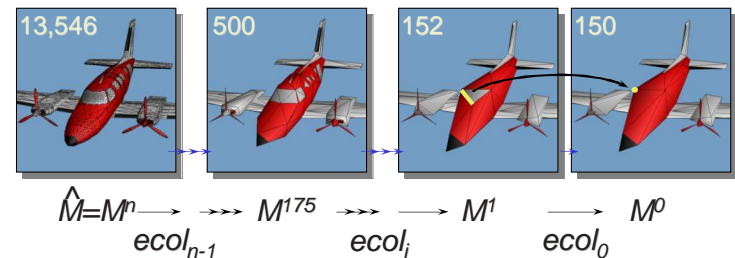 13,546 500 152 150
M̂=Mⁿ M¹⁷⁵ M¹ M⁰
ecolₙ₋₁ ecolᵢ ecol₀